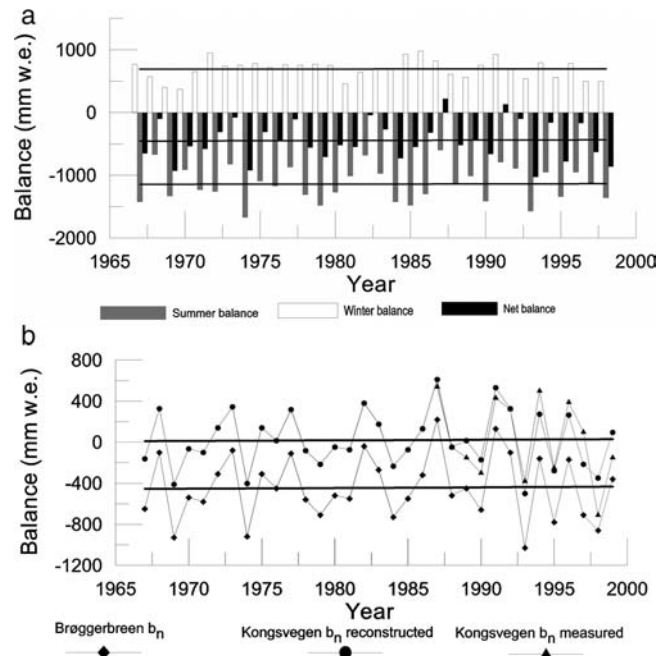 a
Balance (mm w.e.)
1000
0
-1000
-2000
1965 1970 1975 1980 1985 1990 1995 2000
Year
Summer balance Winter balance Net balance
b
Balance (mm w.e.)
800
400
0
-400
-800
-1200
1965 1970 1975 1980 1985 1990 1995 2000
Year
Brøggerbreen bn Kongsvegen bn reconstructed Kongsvegen bn measured